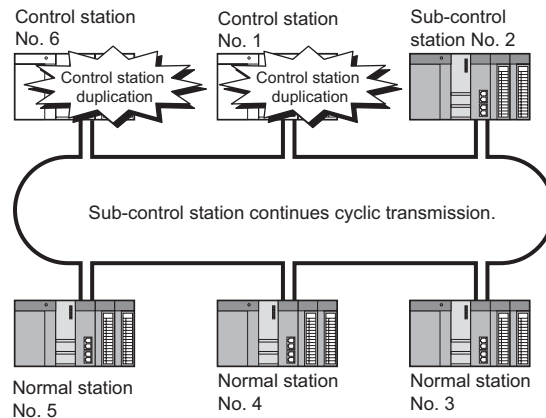 Control station
No. 6
Control station
No. 1
Sub-control
station No. 2
Control station
duplication
Control station
duplication
Sub-control station continues cyclic transmission.
Normal station
No. 5
Normal station
No. 4
Normal station
No. 3